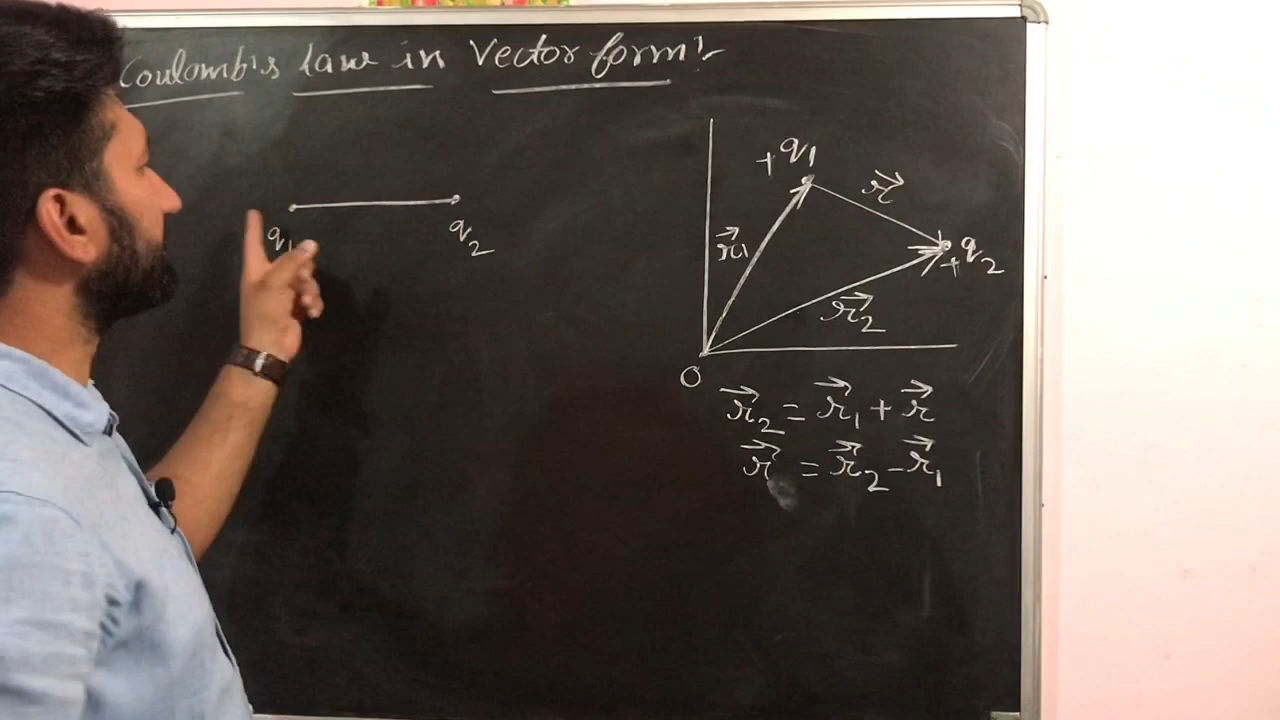 Coulomb's law in Vector form:-
q₁ q₂
+q₁
r⃗
r⃗₁
+q₂
r⃗₂
O
r⃗₂ = r⃗₁ + r⃗
r⃗ = r⃗₂ - r⃗₁